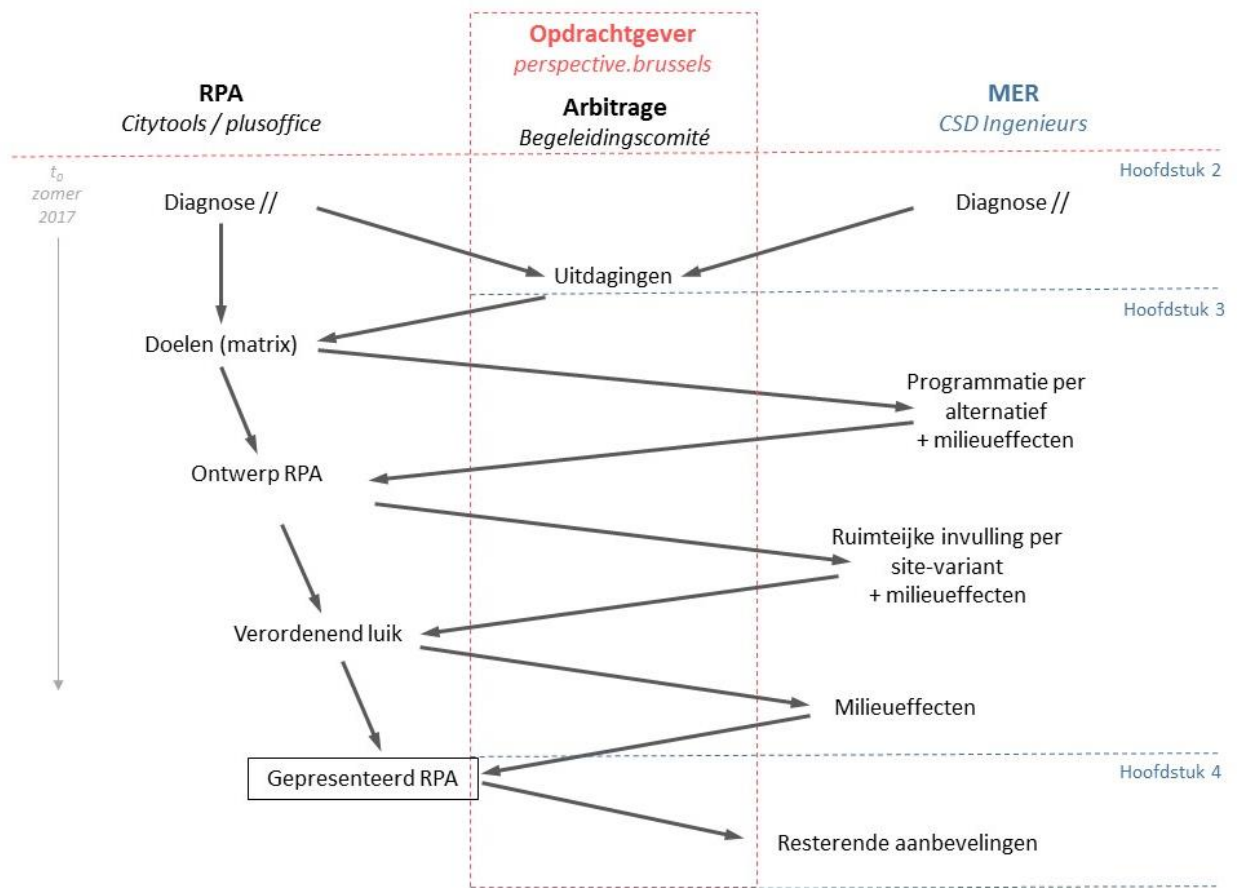 Opdrachtgever
perspective.brussels
RPA
Citytools / plusoffice
Arbitrage
Begeleidingscomité
MER
CSD Ingenieurs
t0
zomer
2017
Hoofdstuk 2
Diagnose //
Diagnose //
Uitdagingen
Hoofdstuk 3
Doelen (matrix)
Programmatie per
alternatief
+ milieueffecten
Ontwerp RPA
Ruimteijke invulling per
site-variant
+ milieueffecten
Verordenend luik
Milieueffecten
Gepresenteerd RPA
Hoofdstuk 4
Resterende aanbevelingen